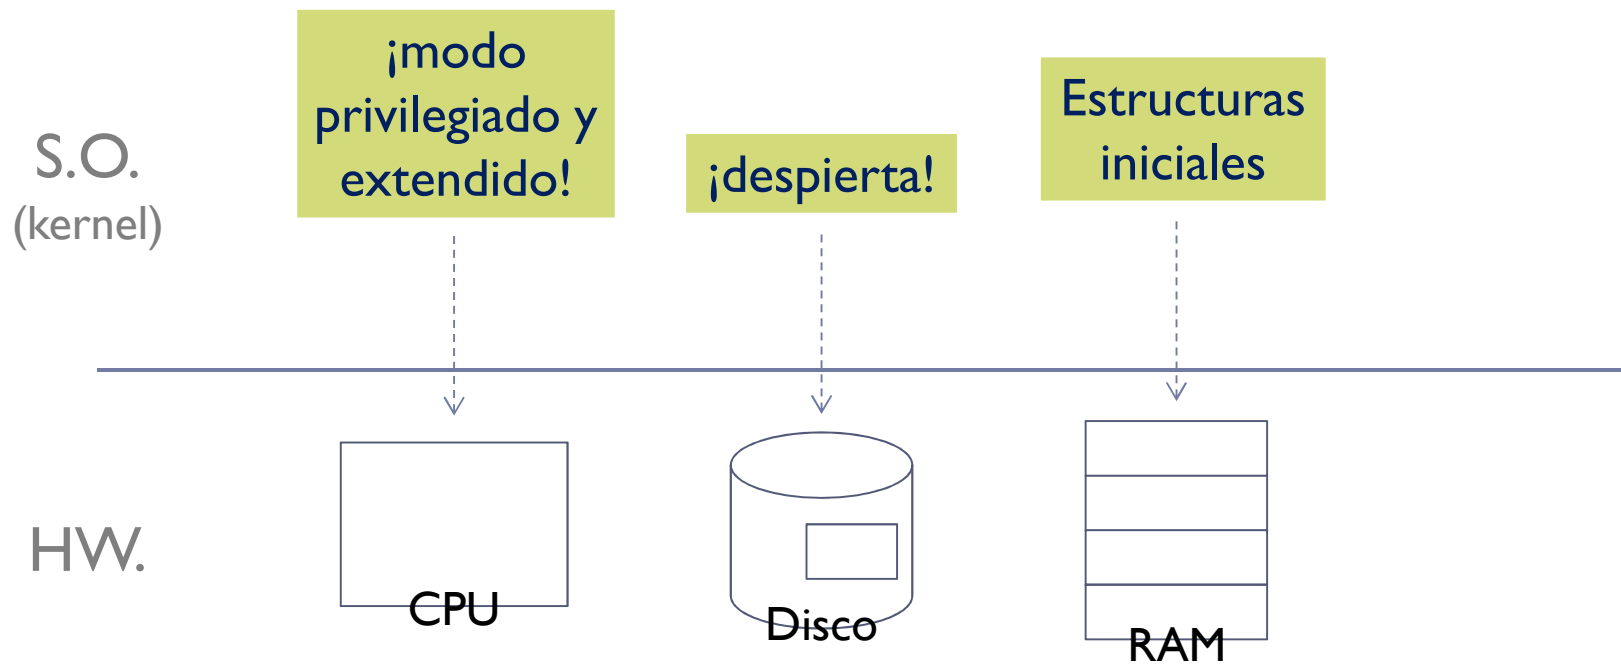 ¡modo
privilegiado y
extendido!
¡despierta!
Estructuras
iniciales
S.O.
(kernel)
HW.
CPU
Disco
RAM